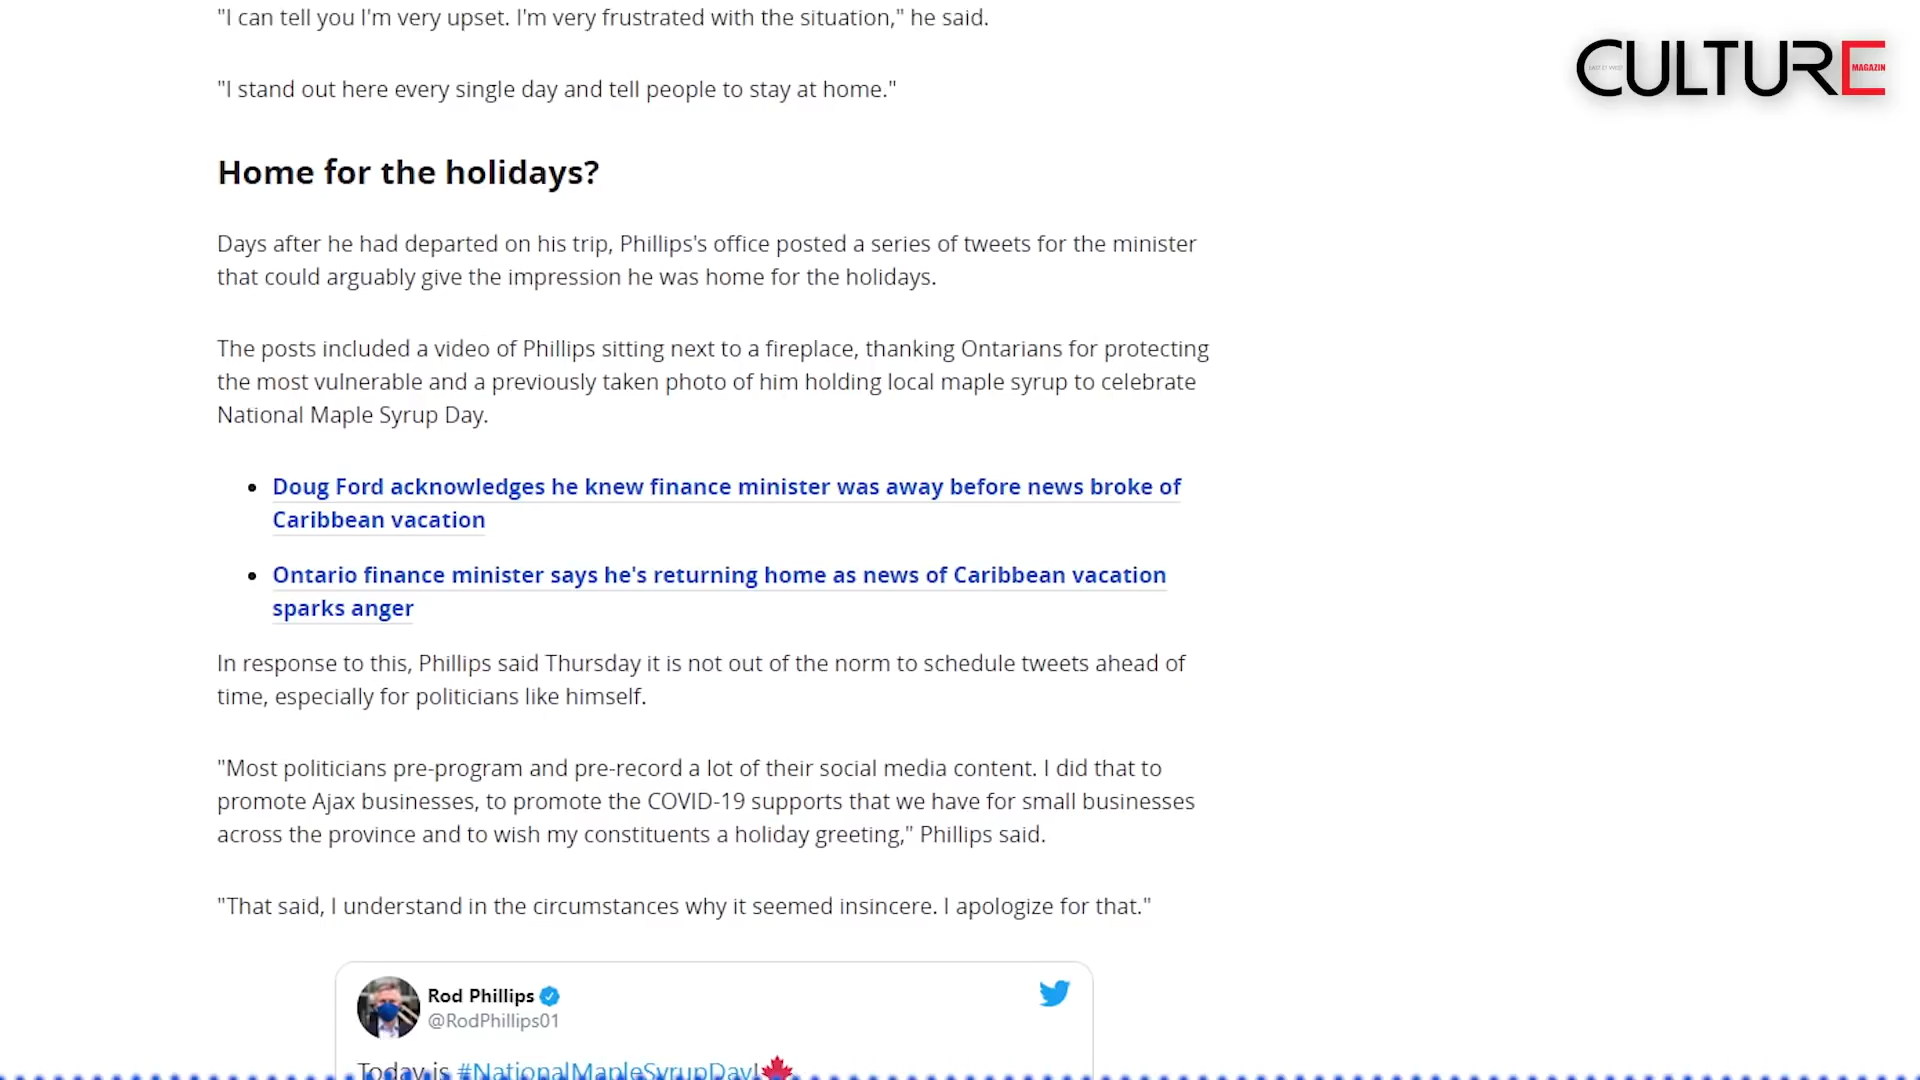 "I can tell you I'm very upset. I'm very frustrated with the situation," he said.
CULTURE
MAGAZIN
"I stand out here every single day and tell people to stay at home."
Home for the holidays?
Days after he had departed on his trip, Phillips's office posted a series of tweets for the minister
that could arguably give the impression he was home for the holidays.
The posts included a video of Phillips sitting next to a fireplace, thanking Ontarians for protecting
the most vulnerable and a previously taken photo of him holding local maple syrup to celebrate
National Maple Syrup Day.
• Doug Ford acknowledges he knew finance minister was away before news broke of
Caribbean vacation
• Ontario finance minister says he's returning home as news of Caribbean vacation
sparks anger
In response to this, Phillips said Thursday it is not out of the norm to schedule tweets ahead of
time, especially for politicians like himself.
"Most politicians pre-program and pre-record a lot of their social media content. I did that to
promote Ajax businesses, to promote the COVID-19 supports that we have for small businesses
across the province and to wish my constituents a holiday greeting," Phillips said.
"That said, I understand in the circumstances why it seemed insincere. I apologize for that."
Rod Phillips
@RodPhillips01
Today is #NationalMapleSyrupDay!